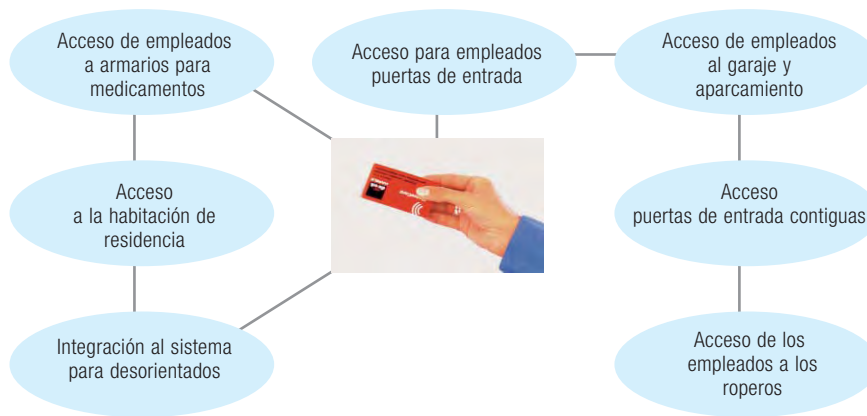 Acceso de empleados
a armarios para
medicamentos
Acceso para empleados
puertas de entrada
Acceso de empleados
al garaje y
aparcamiento
Acceso
a la habitación de
residencia
Acceso
puertas de entrada contiguas
Integración al sistema
para desorientados
Acceso de los
empleados a los
roperos